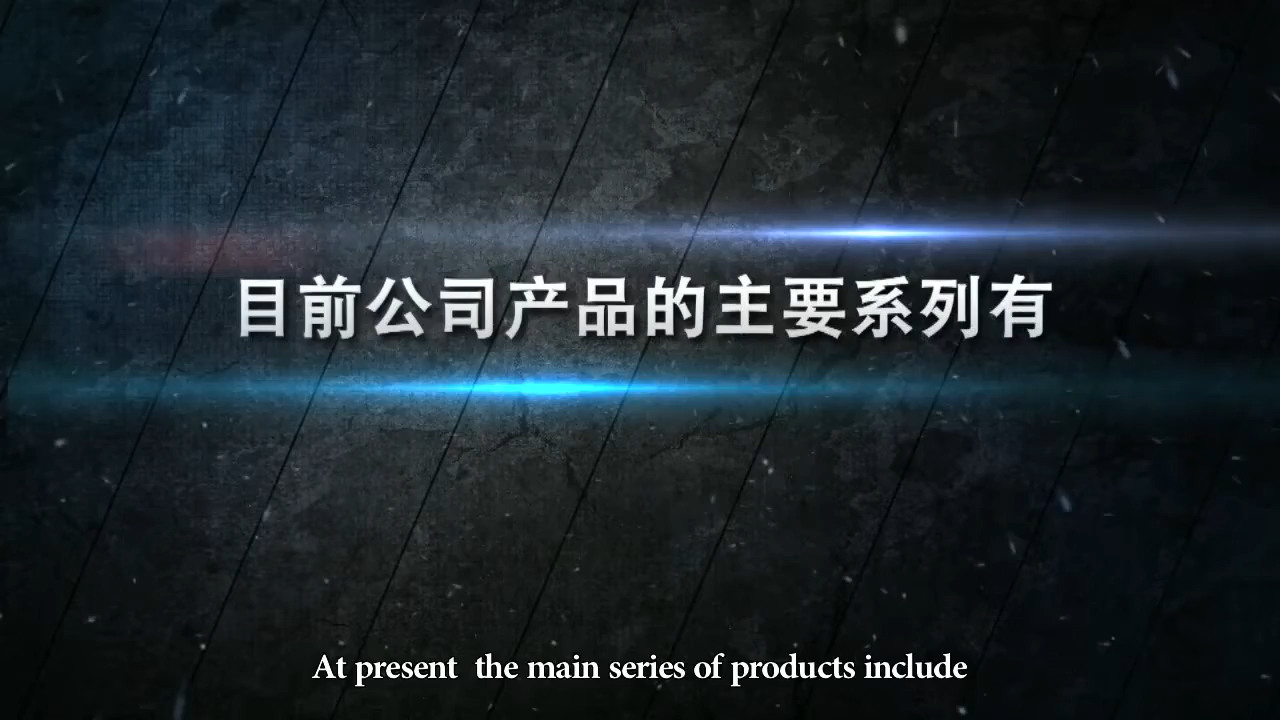 目前公司产品的主要系列有
At present  the main series of products include